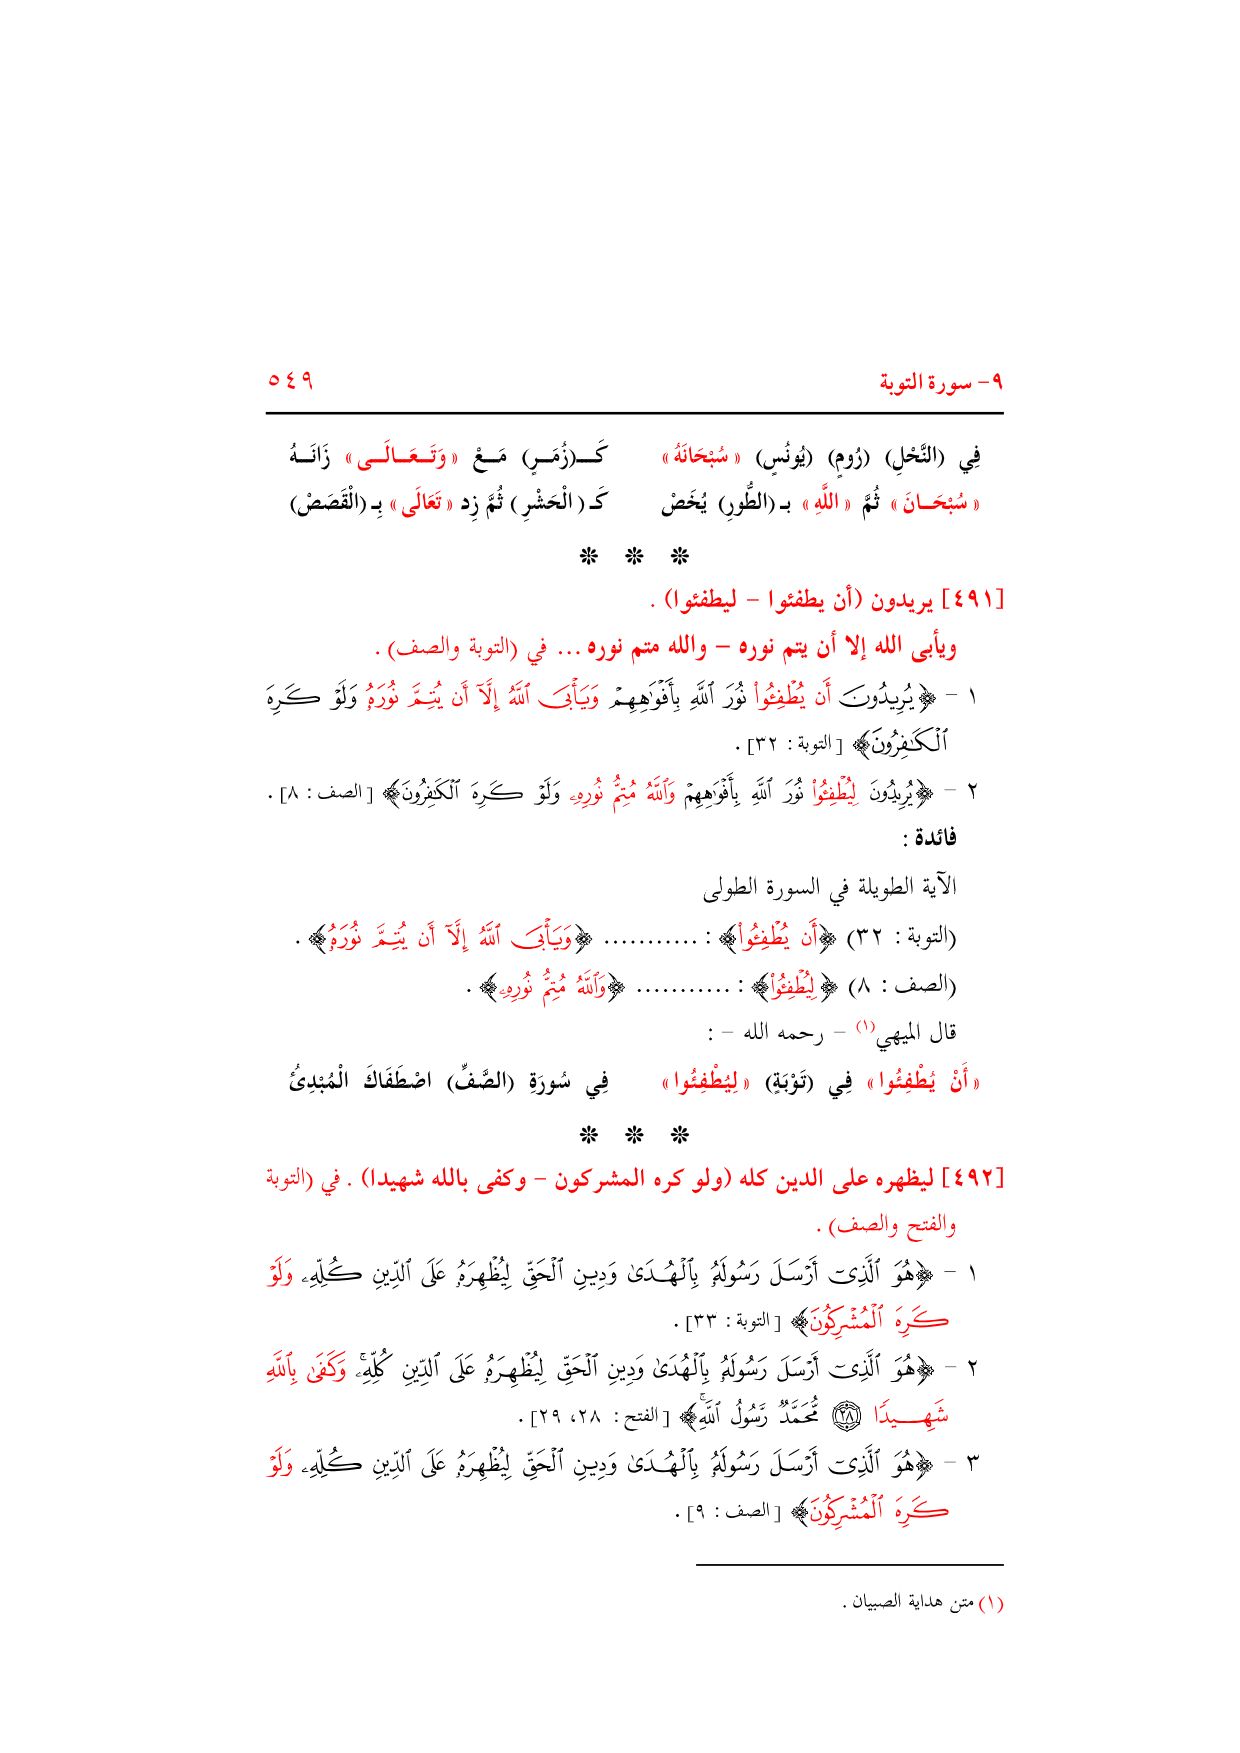 ٩- سورة التوبة ٥٤٩
فِي (النَّحْلِ) (رُومٍ) (يُونُسٍ) « سُبْحَانَهُ » كَـ(زُمَـرٍ) مَـعْ « وَتَـعَـالَـى » زَانَـهُ
« سُبْحَـانَ » ثُمَّ « اللَّهِ » بـ (الطُّورِ) يُخَصْ كَـ ( الْحَشْرِ ) ثُمَّ زِد « تَعَالَى » بِـ (الْقَصَصْ)
❊ ❊ ❊
[٤٩١] يريدون (أن يطفئوا – ليطفئوا) .
ويأبى الله إلا أن يتم نوره – والله متم نوره ... في (التوبة والصف) .
١ – ﴿يُرِيدُونَ أَن يُطْفِـُٔوا۟ نُورَ ٱللَّهِ بِأَفْوَٰهِهِمْ وَيَأْبَى ٱللَّهُ إِلَّآ أَن يُتِمَّ نُورَهُۥ وَلَوْ كَرِهَ
ٱلْكَـٰفِرُونَ﴾ [التوبة : ٣٢] .
٢ – ﴿يُرِيدُونَ لِيُطْفِـُٔوا۟ نُورَ ٱللَّهِ بِأَفْوَٰهِهِمْ وَٱللَّهُ مُتِمُّ نُورِهِۦ وَلَوْ كَرِهَ ٱلْكَـٰفِرُونَ﴾ [الصف : ٨] .
فائدة :
الآية الطويلة في السورة الطولى
(التوبة : ٣٢) ﴿أَن يُطْفِـُٔوا۟﴾ : ........... ﴿وَيَأْبَى ٱللَّهُ إِلَّآ أَن يُتِمَّ نُورَهُۥ﴾ .
(الصف : ٨) ﴿لِيُطْفِـُٔوا۟﴾ : ........... ﴿وَٱللَّهُ مُتِمُّ نُورِهِۦ﴾ .
قال الميهي(١) – رحمه الله – :
« أَنْ يُطْفِئُوا » فِي (تَوْبَةٍ) « لِيُطْفِئُوا » فِي سُورَةِ (الصَّفِّ) اصْطَفَاكَ الْمُبْدِئُ
❊ ❊ ❊
[٤٩٢] ليظهره على الدين كله (ولو كره المشركون – وكفى بالله شهيدا) . في (التوبة
والفتح والصف) .
١ – ﴿هُوَ ٱلَّذِىٓ أَرْسَلَ رَسُولَهُۥ بِٱلْهُدَىٰ وَدِينِ ٱلْحَقِّ لِيُظْهِرَهُۥ عَلَى ٱلدِّينِ كُلِّهِۦ وَلَوْ
كَرِهَ ٱلْمُشْرِكُونَ﴾ [التوبة : ٣٣] .
٢ – ﴿هُوَ ٱلَّذِىٓ أَرْسَلَ رَسُولَهُۥ بِٱلْهُدَىٰ وَدِينِ ٱلْحَقِّ لِيُظْهِرَهُۥ عَلَى ٱلدِّينِ كُلِّهِۦۚ وَكَفَىٰ بِٱللَّهِ
شَهِيدًا ٢٨ مُّحَمَّدٌ رَّسُولُ ٱللَّهِۚ﴾ [الفتح : ٢٨، ٢٩] .
٣ – ﴿هُوَ ٱلَّذِىٓ أَرْسَلَ رَسُولَهُۥ بِٱلْهُدَىٰ وَدِينِ ٱلْحَقِّ لِيُظْهِرَهُۥ عَلَى ٱلدِّينِ كُلِّهِۦ وَلَوْ
كَرِهَ ٱلْمُشْرِكُونَ﴾ [الصف : ٩] .
(١) متن هداية الصبيان .